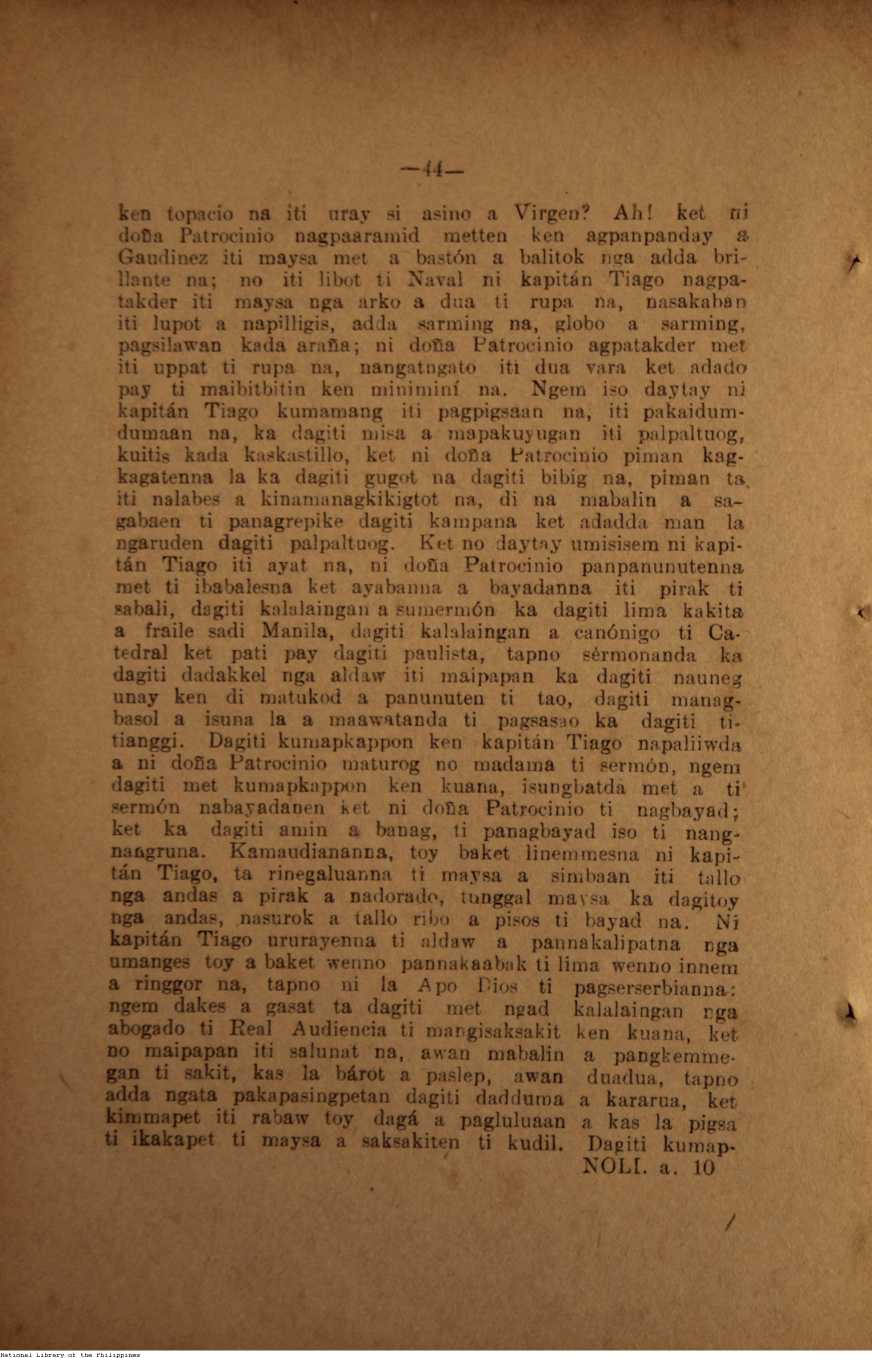 —44—
ken topacio na iti uray si asino a Virgen? Ah! ket ni
doña Patrocinio nagpaaramid metten ken agpanpanday a
Gaudinez iti maysa met a bastón a balitok nga adda bri-
llante na; no iti libot ti Naval ni kapitán Tiago nagpa-
takder iti maysa nga arko a dua ti rupa na, nasakaban
iti lupot a napilligis, adda sarming na, globo a sarming,
pagsilawan kada araña; ni doña Patrocinio agpatakder met
iti uppat ti rupa na, nangatngato iti dua vara ket adado
pay ti maibitbitin ken miniminí na. Ngem iso daytay ni
kapitán Tiago kumamang iti pagpigsaan na, iti pakaidum-
dumaan na, ka dagiti misa a mapakuyugan iti palpaltuog,
kuitis kada kaskastillo, ket ni doña Patrocinio piman kag-
kagatenna la ka dagiti gugot na dagiti bibig na, piman ta
iti nalabes a kinamanagkikigtot na, di na mabalin a sa-
gabaen ti panagrepike dagiti kampana ket adadda man la
ngaruden dagiti palpaltuog. Ket no daytay umisisem ni kapi-
tán Tiago iti ayat na, ni doña Patrocinio panpanunutenna
met ti ibabalesna ket ayabanna a bayadanna iti pirak ti
sabali, dagiti kalalaingan a sumermón ka dagiti lima kakita
a fraile sadi Manila, dagiti kalalaingan a canónigo ti Ca-
tedral ket pati pay dagiti paulista, tapno sérmonanda ka
dagiti dadakkel nga aldaw iti maipapan ka dagiti nauneg
unay ken di matukod a panunuten ti tao, dagiti managbasol a isuna la a maawatanda ti pagsasao ka dagiti ti-
tianggi. Dagiti kumapkappon ken kapitán Tiago napaliiwda
a ni doña Patrocinio maturog no madama ti sermón, ngem
dagiti met kumapkappon ken kuana, isungbatda met a ti
sermón nabayadanen ket ni doña Patrocinio ti nagbayad;
ket ka dagiti amin a banag, ti panagbayad iso ti nang-
nangruna. Kamaudiananna, toy baket linemmesna ni kapi-
tán Tiago, ta rinegaluanna ti maysa a simbaan iti tallo
nga andas a pirak a nadorado, tunggal maysa ka dagitoy
nga andas, nasurok a tallo ribo a pisos ti bayad na. Ni
kapitán Tiago ururayenna ti aldaw a pannakalipatna nga
umanges toy a baket wenno pannakaabak ti lima wenno innem
a ringgor na, tapno ni la Apo Dios ti pagserserbianna:
ngem dakes a gasat ta dagiti met ngad kalalaingan nga
abogado ti Real Audiencia ti mangisaksakit ken kuana, ket
no maipapan iti salunat na, awan mabalin a pangkemme-
gan ti sakit, kas la bárot a paslep, awan duadua, tapno
adda ngata pakapasingpetan dagiti dadduma a kararua, ket
kimmapet iti rabaw toy dagá a pagluluaan a kas la pigsa
ti ikakapet ti maysa a saksakiten ti kudil. Dagiti kumap-
NOLI. a. 10
National Library of the Philippines